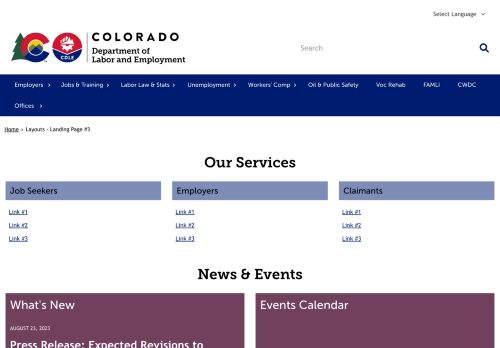 Select Language
COLORADO
Department of
Labor and Employment
CDLE
Search
Employers Jobs & Training Labor Law & Stats Unemployment Workers' Comp Oil & Public Safety Voc Rehab FAMLI CWDC
Offices
Home › Layouts - Landing Page #3
Our Services
Job Seekers Employers Claimants
Link #1 Link #1 Link #1
Link #2 Link #2 Link #2
Link #3 Link #3 Link #3
News & Events
What's New Events Calendar
AUGUST 23, 2021
Press Release: Expected Revisions to